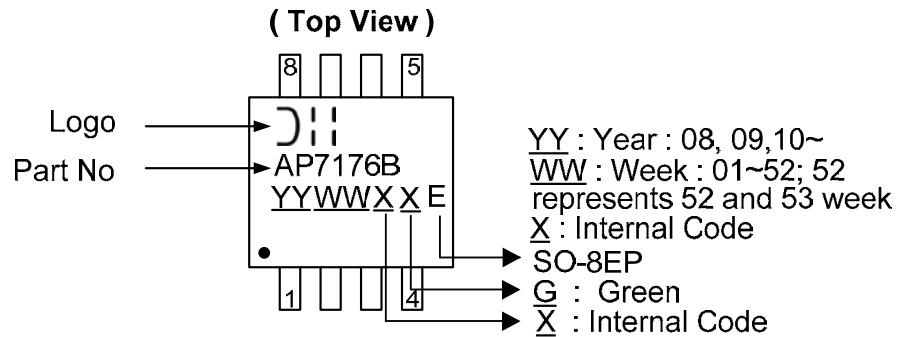 ( Top View )
8 5
Logo
Part No
AP7176B
YYWWX X E
1 4
YY : Year : 08, 09,10~
WW : Week : 01~52; 52
represents 52 and 53 week
X : Internal Code
SO-8EP
G : Green
X : Internal Code